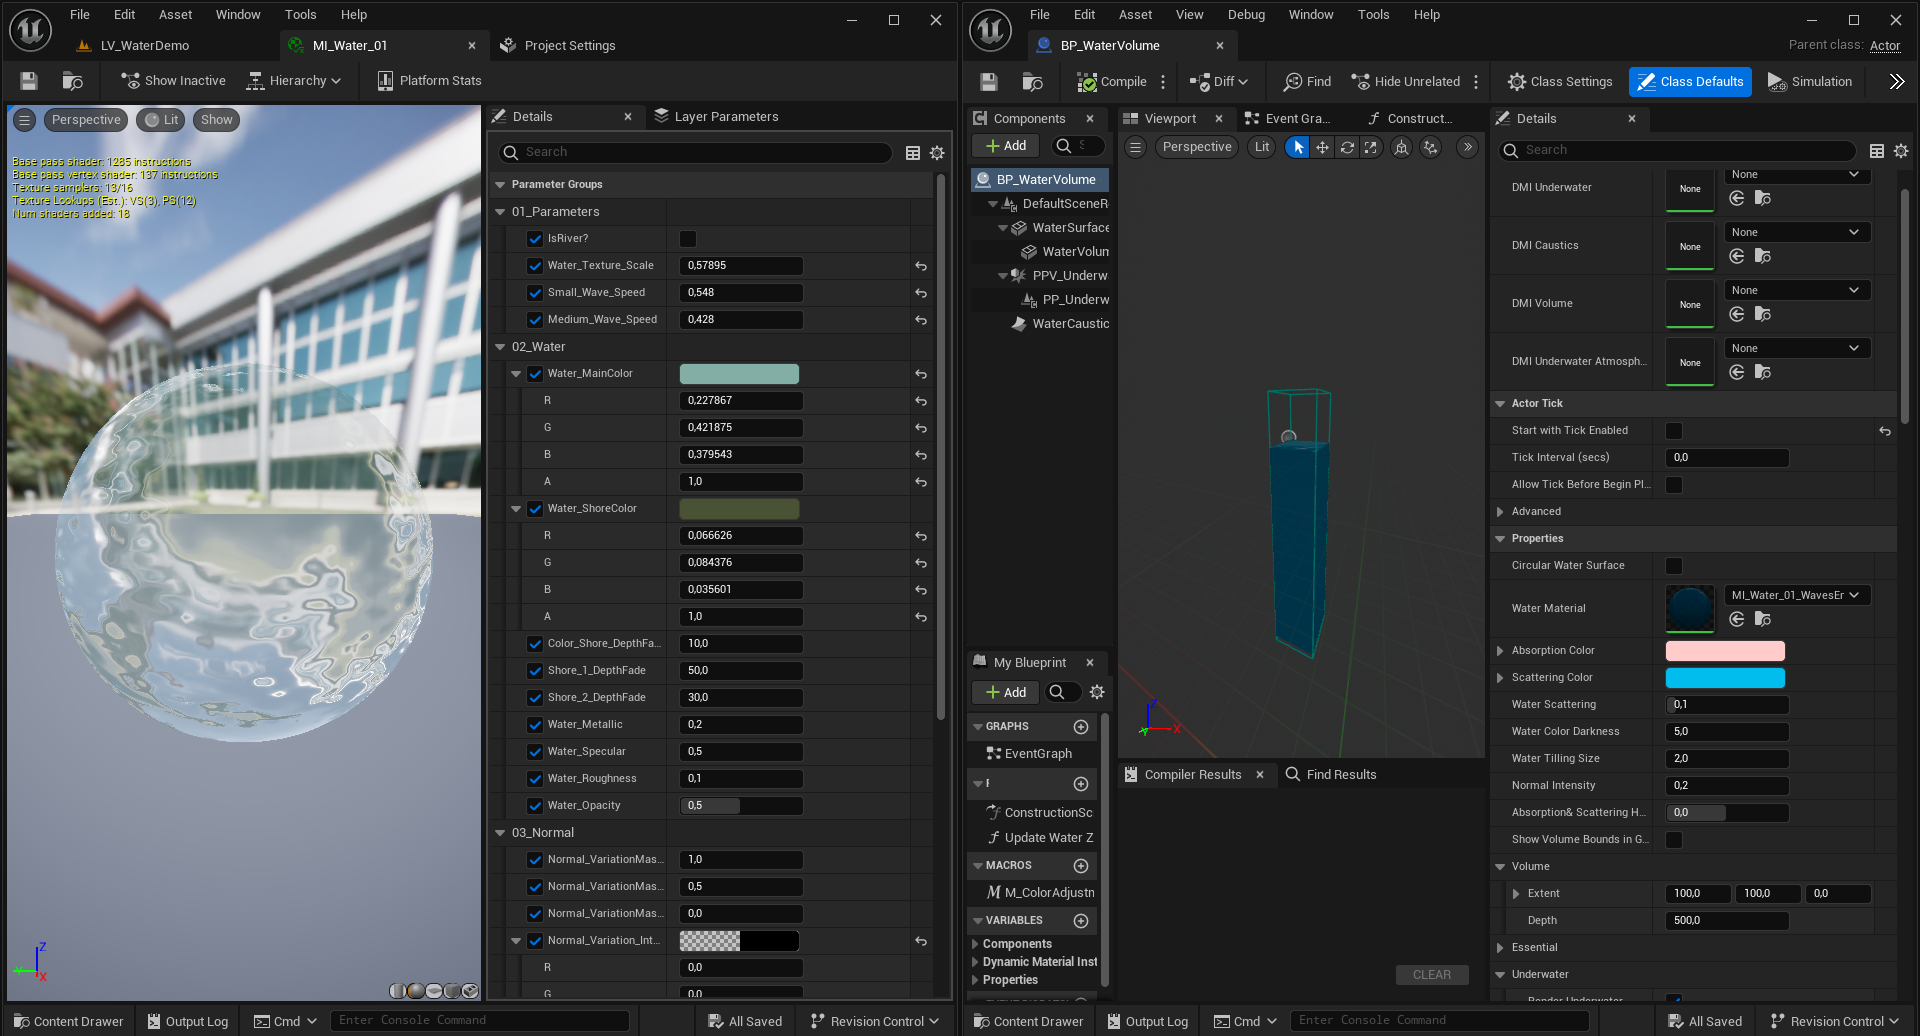 File Edit Asset Window Tools Help
LV_WaterDemo
MI_Water_01
Project Settings
Show Inactive
Hierarchy
Platform Stats
Perspective
Lit
Show
Base pass shader: 1285 instructions
Base pass vertex shader: 137 instructions
Texture samplers: 13/16
Texture Lookups (Est.): VS(3), PS(12)
Num shaders added: 18
Z
Y
X
Details
Layer Parameters
Search
Parameter Groups
01_Parameters
IsRiver?
Water_Texture_Scale 0,57895
Small_Wave_Speed 0,548
Medium_Wave_Speed 0,428
02_Water
Water_MainColor
R 0,227867
G 0,421875
B 0,379543
A 1,0
Water_ShoreColor
R 0,066626
G 0,084376
B 0,035601
A 1,0
Color_Shore_DepthFa... 10,0
Shore_1_DepthFade 50,0
Shore_2_DepthFade 30,0
Water_Metallic 0,2
Water_Specular 0,5
Water_Roughness 0,1
Water_Opacity 0,5
03_Normal
Normal_VariationMas... 1,0
Normal_VariationMas... 0,5
Normal_VariationMas... 0,0
Normal_Variation_Int...
R 0,0
G 0,0
Content Drawer
Output Log
Cmd
Enter Console Command
All Saved
Revision Control
File Edit Asset View Debug Window Tools Help
BP_WaterVolume
Parent class: Actor
Compile
Diff
Find
Hide Unrelated
Class Settings
Class Defaults
Simulation
Components
Add
S
BP_WaterVolume
DefaultSceneR
WaterSurface
WaterVolum
PPV_Underwa
PP_Underw
WaterCaustic
My Blueprint
Add
GRAPHS
EventGraph
F
ConstructionSc
Update Water Z
MACROS
M_ColorAdjustn
VARIABLES
Components
Dynamic Material Inst
Properties
Viewport
Event Gra...
Construct...
Perspective
Lit
Z
Y
X
Compiler Results
Find Results
CLEAR
Details
Search
DMI Underwater None None
DMI Caustics None None
DMI Volume None None
DMI Underwater Atmosph... None None
Actor Tick
Start with Tick Enabled
Tick Interval (secs) 0,0
Allow Tick Before Begin Pl...
Advanced
Properties
Circular Water Surface
Water Material MI_Water_01_WavesEr
Absorption Color
Scattering Color
Water Scattering 0,1
Water Color Darkness 5,0
Water Tilling Size 2,0
Normal Intensity 0,2
Absorption& Scattering H... 0,0
Show Volume Bounds in G...
Volume
Extent 100,0 100,0 0,0
Depth 500,0
Essential
Underwater
Render Underwater
Content Drawer
Output Log
Cmd
Enter Console Command
All Saved
Revision Control